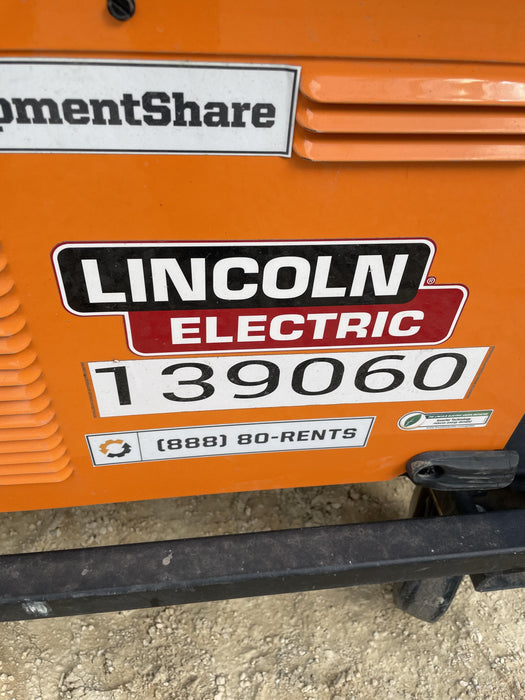 pmentShare
LINCOLN®
ELECTRIC
139060
(888) 80-RENTS